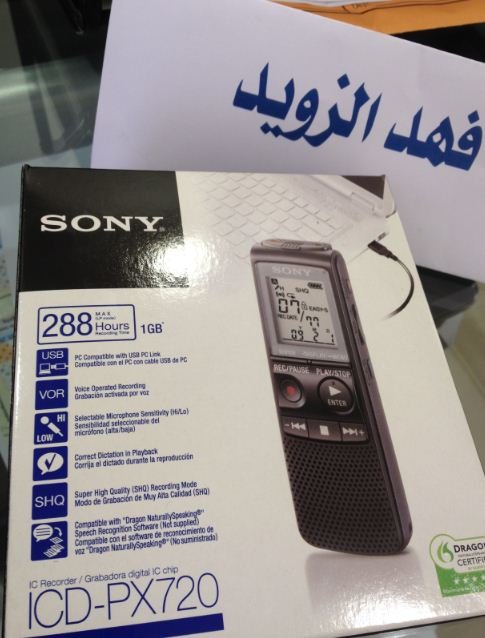 فهد الزويد
SONY
288 Hours
MAX
(LP mode)
Recording Time
1GB*
USB
PC Compatible with USB PC Link
Compatible con el PC con cable USB de PC
VOR
Voice Operated Recording
Grabación activada por voz
HI
LOW
Selectable Microphone Sensitivity (Hi/Lo)
Sensibilidad seleccionable del
micrófono (alta/baja)
Correct Dictation in Playback
Corrija el dictado durante la reproducción
SHQ
Super High Quality (SHQ) Recording Mode
Modo de Grabación de Muy Alta Calidad (SHQ)
Compatible with "Dragon NaturallySpeaking®"
Speech Recognition Software (Not supplied)
Compatible con el software de reconocimiento de
voz "Dragon NaturallySpeaking®" (No suministrado)
IC Recorder / Grabadora digital IC chip
ICD-PX720
SONY
SHQ
REC DATE
REC/PAUSE PLAY/STOP
ENTER
DRAGON
CERTIFI